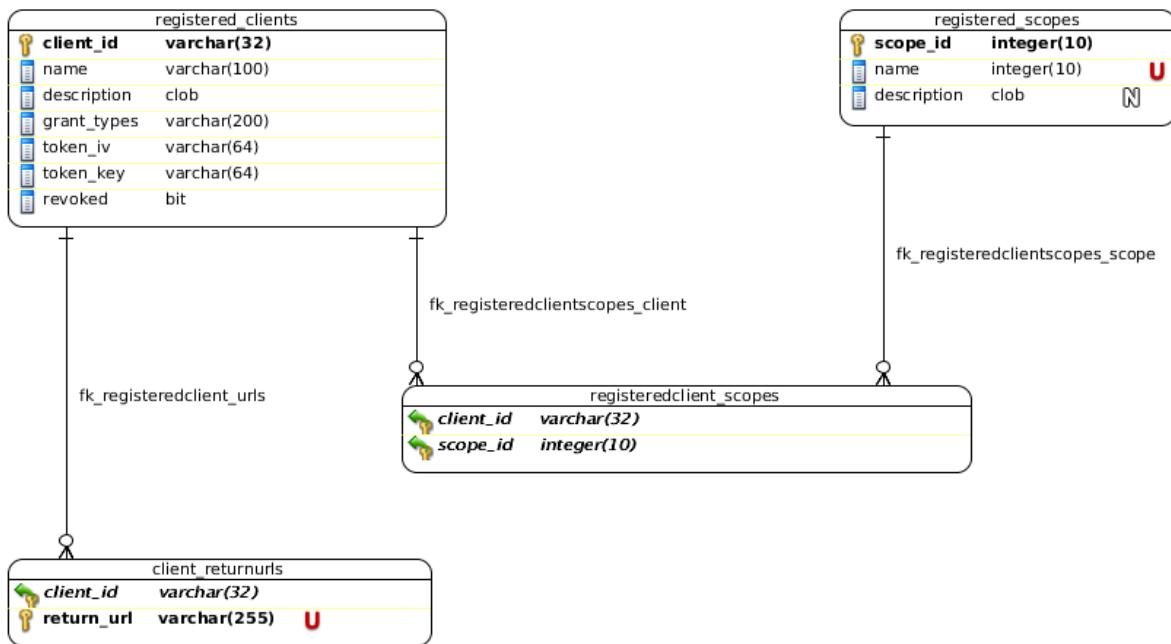 registered_clients
client_id varchar(32)
name varchar(100)
description clob
grant_types varchar(200)
token_iv varchar(64)
token_key varchar(64)
revoked bit
registered_scopes
scope_id integer(10)
name integer(10) U
description clob N
fk_registeredclientscopes_scope
fk_registeredclientscopes_client
fk_registeredclient_urls
registeredclient_scopes
client_id varchar(32)
scope_id integer(10)
client_returnurls
client_id varchar(32)
return_url varchar(255) U